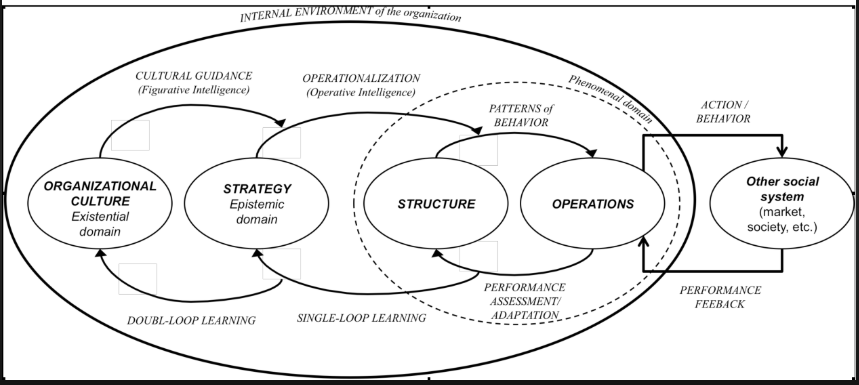 INTERNAL ENVIRONMENT of the organization
CULTURAL GUIDANCE
(Figurative Intelligence)
OPERATIONALIZATION
(Operative Intelligence)
Phenomenal domain
PATTERNS of
BEHAVIOR
ACTION /
BEHAVIOR
ORGANIZATIONAL
CULTURE
Existential
domain
STRATEGY
Epistemic
domain
STRUCTURE
OPERATIONS
Other social
system
(market,
society, etc.)
DOUBL-LOOP LEARNING
SINGLE-LOOP LEARNING
PERFORMANCE
ASSESSMENT/
ADAPTATION
PERFORMANCE
FEEBACK